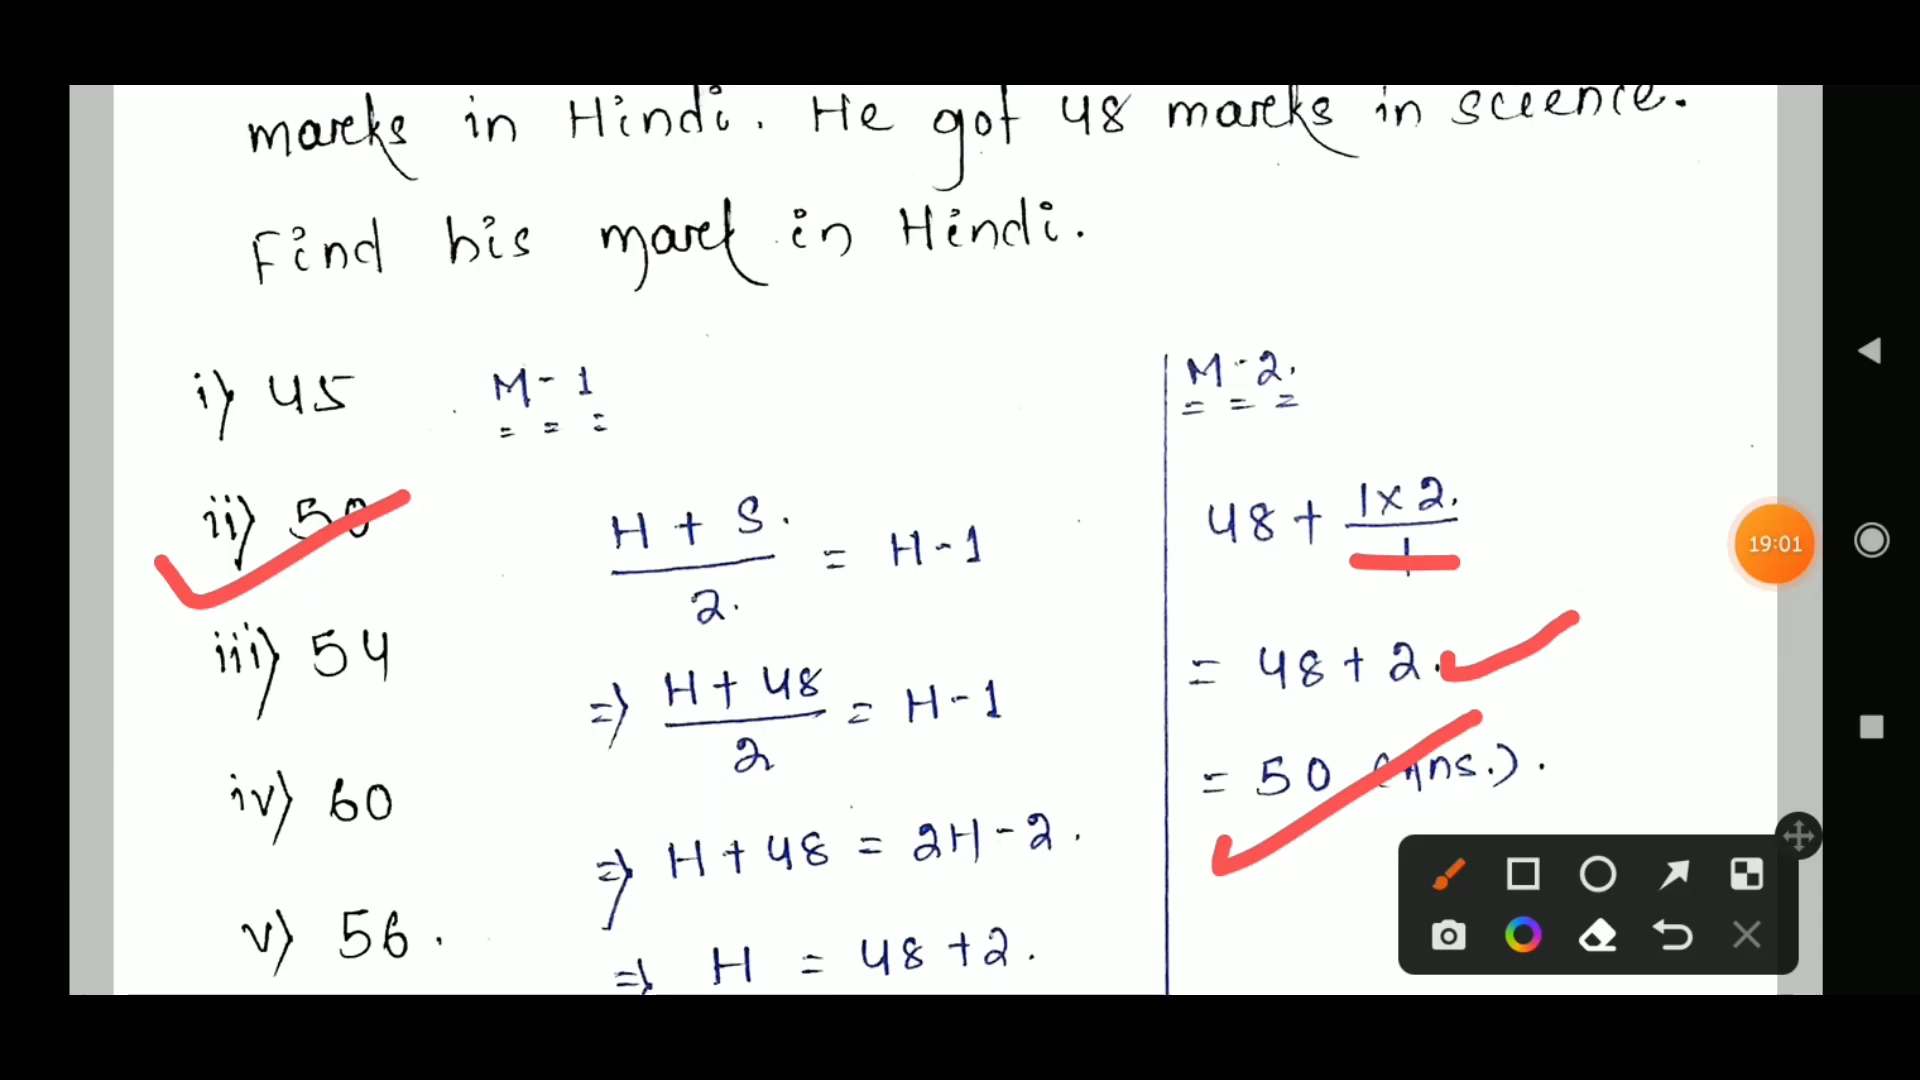 marks in Hindi. He got 48 marks in science.
Find his mark in Hindi.
i) 45
ii) 50
iii) 54
iv) 60
v) 56.
M-1
H + S. / 2. = H-1
=> H + 48 / 2 = H-1
=> H + 48 = 2H-2.
=> H = 48 +2.
M-2.
48 + 1x2. / 1
= 48 + 2.
= 50 (Ans.).
19:01